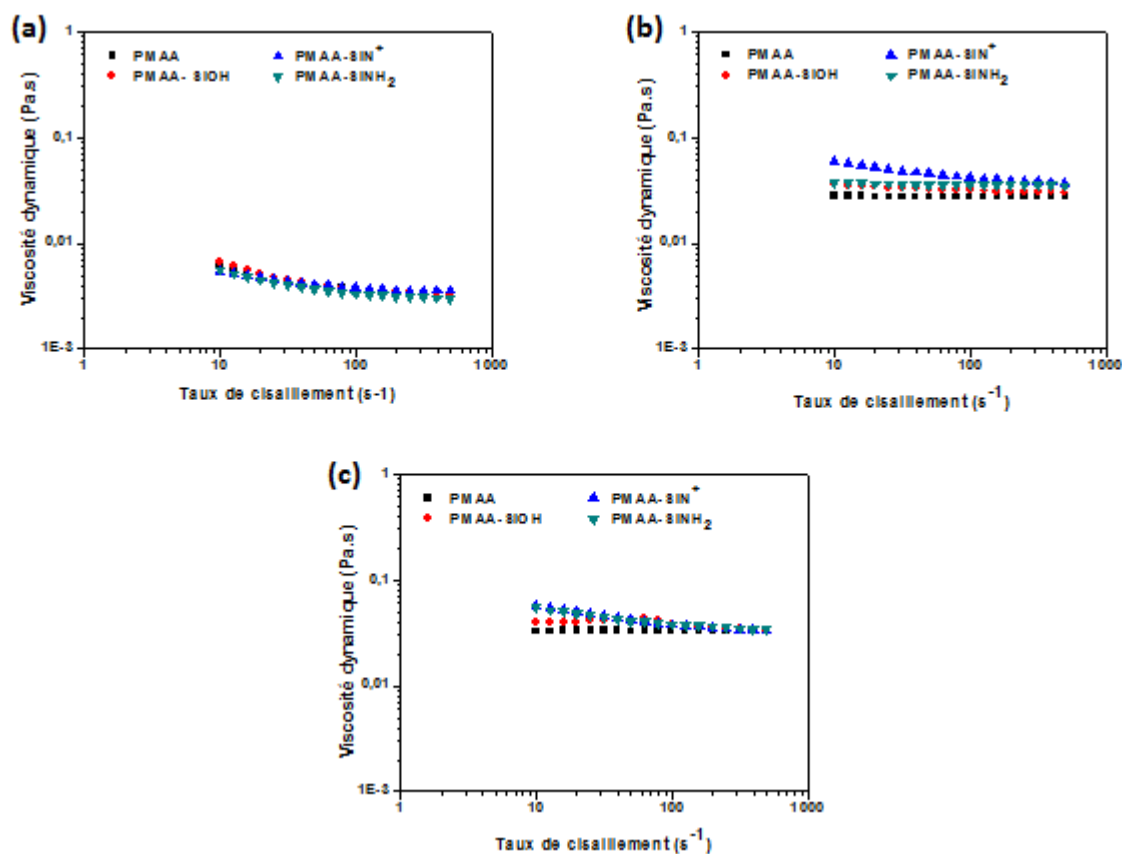 (a)
PMAA
PMAA-SIN⁺
PMAA- SIOH
PMAA-SINH₂
Viscosité dynamique (Pa.s)
1
0,1
0,01
1E-3
1 10 100 1000
Taux de cisaillement (s-1)
(b)
PMAA
PMAA-SIN⁺
PMAA-SIOH
PMAA-SINH₂
Viscosité dynamique (Pa.s)
1
0,1
0,01
1E-3
1 10 100 1000
Taux de cisaillement (s⁻¹)
(c)
PMAA
PMAA-SIN⁺
PMAA-SIOH
PMAA-SINH₂
Viscosité dynamique (Pa.s)
1
0,1
0,01
1E-3
1 10 100 1000
Taux de cisaillement (s⁻¹)